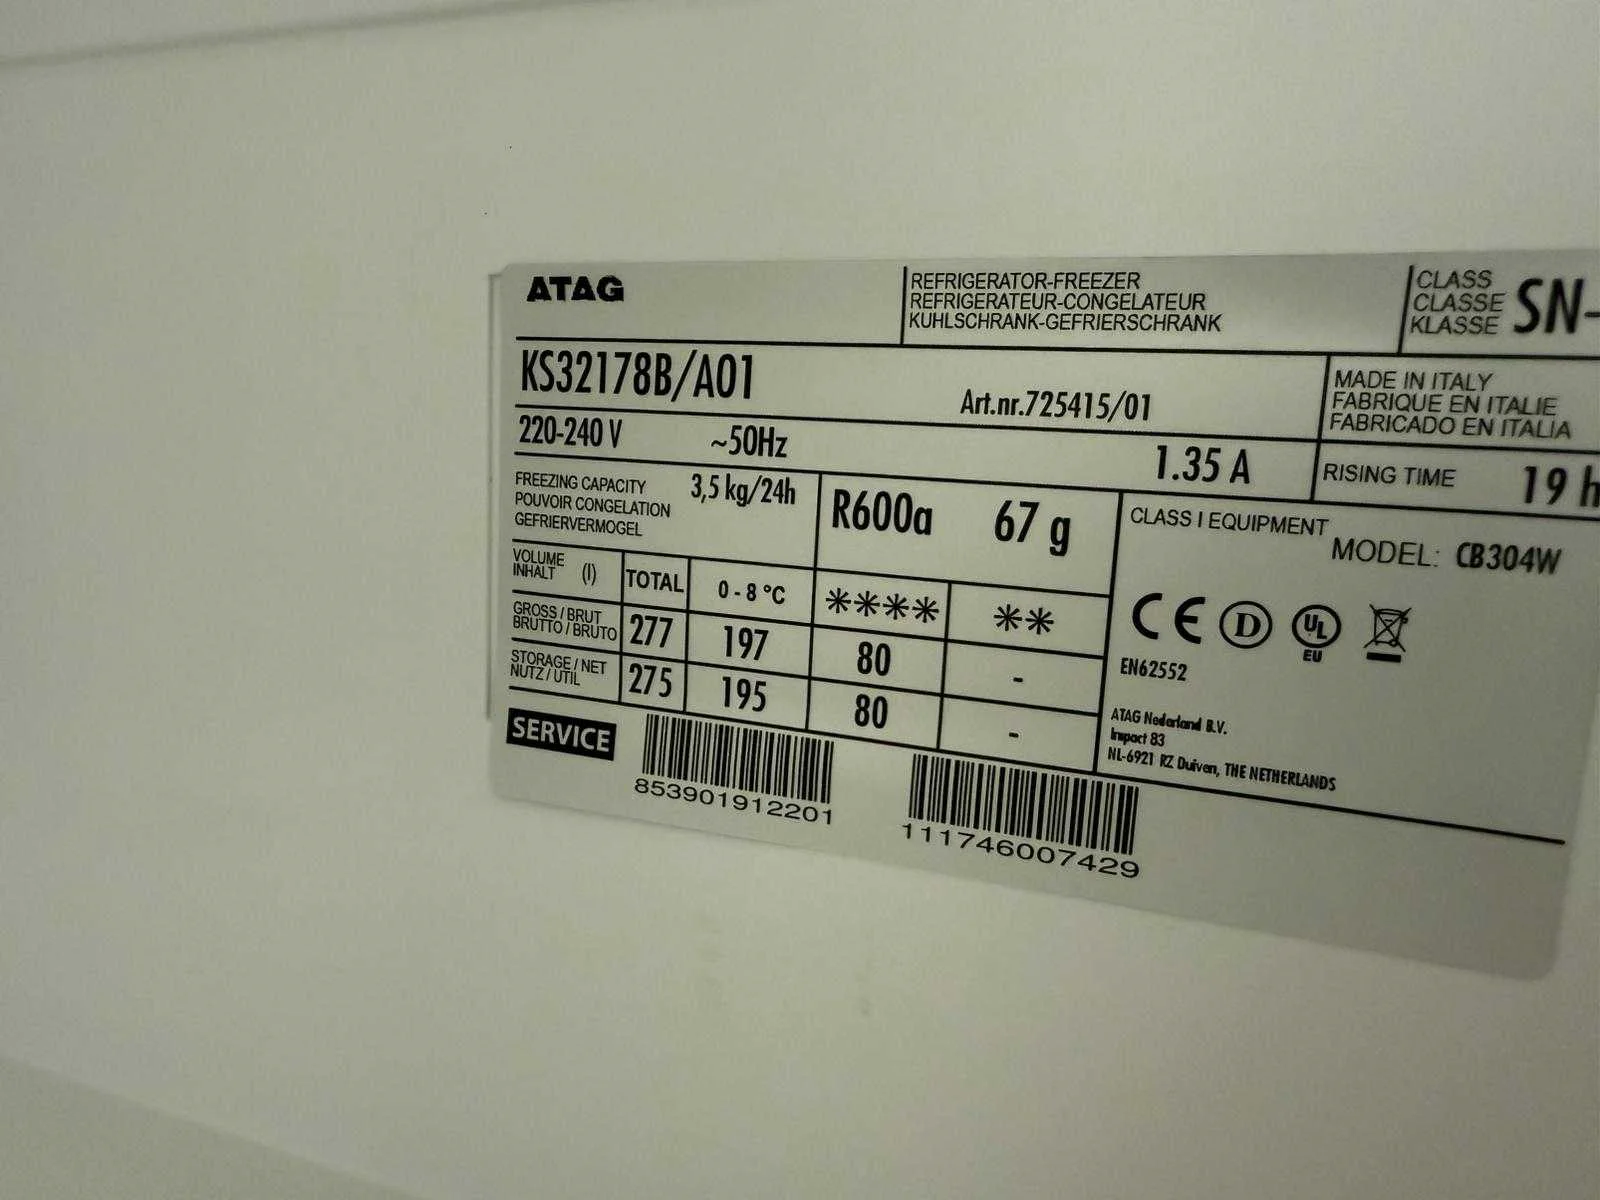 ATAG
REFRIGERATOR-FREEZER
REFRIGERATEUR-CONGELATEUR
KUHLSCHRANK-GEFRIERSCHRANK
CLASS
CLASSE
KLASSE
SN-
KS32178B/A01
Art.nr.725415/01
MADE IN ITALY
FABRIQUE EN ITALIE
FABRICADO EN ITALIA
220-240 V ~50Hz 1.35 A
RISING TIME 19 h
FREEZING CAPACITY
POUVOIR CONGELATION
GEFRIERVERMOGEL
3,5 kg/24h
R600a 67 g
CLASS I EQUIPMENT
MODEL: CB304W
VOLUME
INHALT (l)
TOTAL 0 - 8 °C **** **
GROSS / BRUT
BRUTTO / BRUTO
277 197 80 -
STORAGE / NET
NUTZ / UTIL
275 195 80 -
CE D UL
EU
EN62552
ATAG Nederland B.V.
Impact 83
NL-6921 RZ Duiven, THE NETHERLANDS
SERVICE
853901912201
111746007429